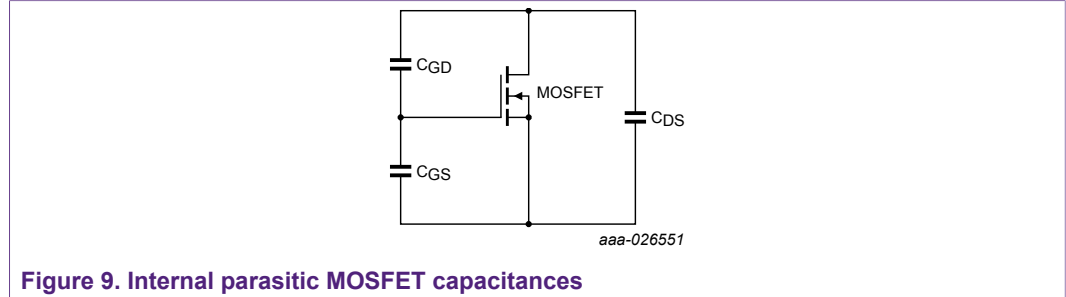 CGD
MOSFET
CDS
CGS
aaa-026551
Figure 9. Internal parasitic MOSFET capacitances